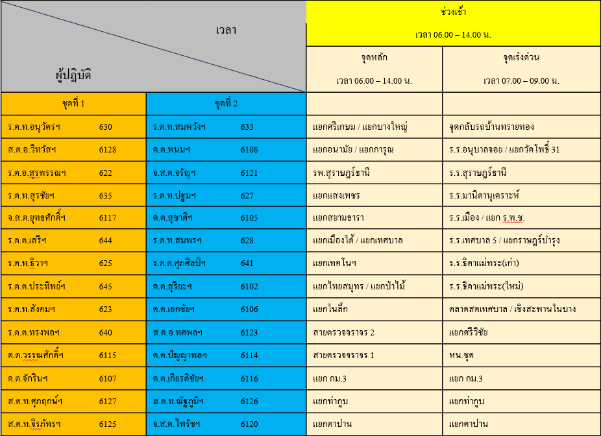 เวลา
ผู้ปฏิบัติ
ช่วงเช้า
เวลา 06.00 – 14.00 น.
จุดหลัก
เวลา 06.00 – 14.00 น.
จุดเร่งด่วน
เวลา 07.00 – 09.00 น.
ชุดที่ 1 ชุดที่ 2
ร.ต.ท.อนุวัตรฯ 630 ร.ต.ท.สมหวังฯ 633 แยกศรีเกษม / แยกบางใหญ่ จุดกลับรถบ้านทรายทอง
ส.ต.อ.วีทวัสฯ 6128 ด.ต.พนมฯ 6108 แยกอนามัย / แยกการุณ ร.ร.อนุบาลจอย / แยกวัดโพธิ์ 31
ร.ต.อ.สุรพรรณฯ 622 จ.ส.ต.จรัญฯ 6121 รพ.สุราษฎร์ธานี ร.ร.สุราษฎร์ธานี
ร.ต.ท.สุรชัยฯ 635 ร.ต.ท.ปฐมฯ 627 แยกแสงเพชร ร.ร.มานิตานุเคราะห์
จ.ส.ต.ยุทธศักดิ์ฯ 6117 ด.ต.สุชาติฯ 6105 แยกสยามธารา ร.ร.เมือง / แยก ร.พ.ช.
ร.ต.ต.เสรีฯ 644 ร.ต.ท.สมพรฯ 628 แยกเมืองใต้ / แยกเทศบาล ร.ร.เทศบาล 5 / แยกราษฎร์บำรุง
ร.ต.ท.ธิวาฯ 625 ร.ต.ต.ศุภศิลป์ฯ 641 แยกเทคโนฯ ร.ร.ธิดาแม่พระ(เก่า)
ร.ต.ต.ประทีพย์ฯ 645 ด.ต.สุริยะฯ 6102 แยกไทยสมุทร / แยกป่าไม้ ร.ร.ธิดาแม่พระ(ใหม่)
ร.ต.ท.สังคมฯ 623 ด.ต.เอกชัยฯ 6106 แยกในลึก ตลาดสดเทศบาล / เชิงสะพานในบาง
ร.ต.ต.ทรงพลฯ 640 ส.ต.อ.ทศพลฯ 6123 สายตรวจจราจร 2 แยกศรีวิชัย
ด.ต.วรรณศักดิ์ฯ 6115 ด.ต.ปัญญาพลฯ 6114 สายตรวจจราจร 1 หน.ชุด
ด.ต.จักรินฯ 6107 ด.ต.เกียรติชัยฯ 6116 แยก กม.3 แยก กม.3
ส.ต.ท.ศุภฤกษ์ฯ 6127 ส.ต.ท.ณัฐภูมิฯ 6126 แยกท่ากูบ แยกท่ากูบ
ส.ต.ท.จิรภัทรฯ 6125 จ.ส.ต.ไพรัชฯ 6120 แยกตาปาน แยกตาปาน